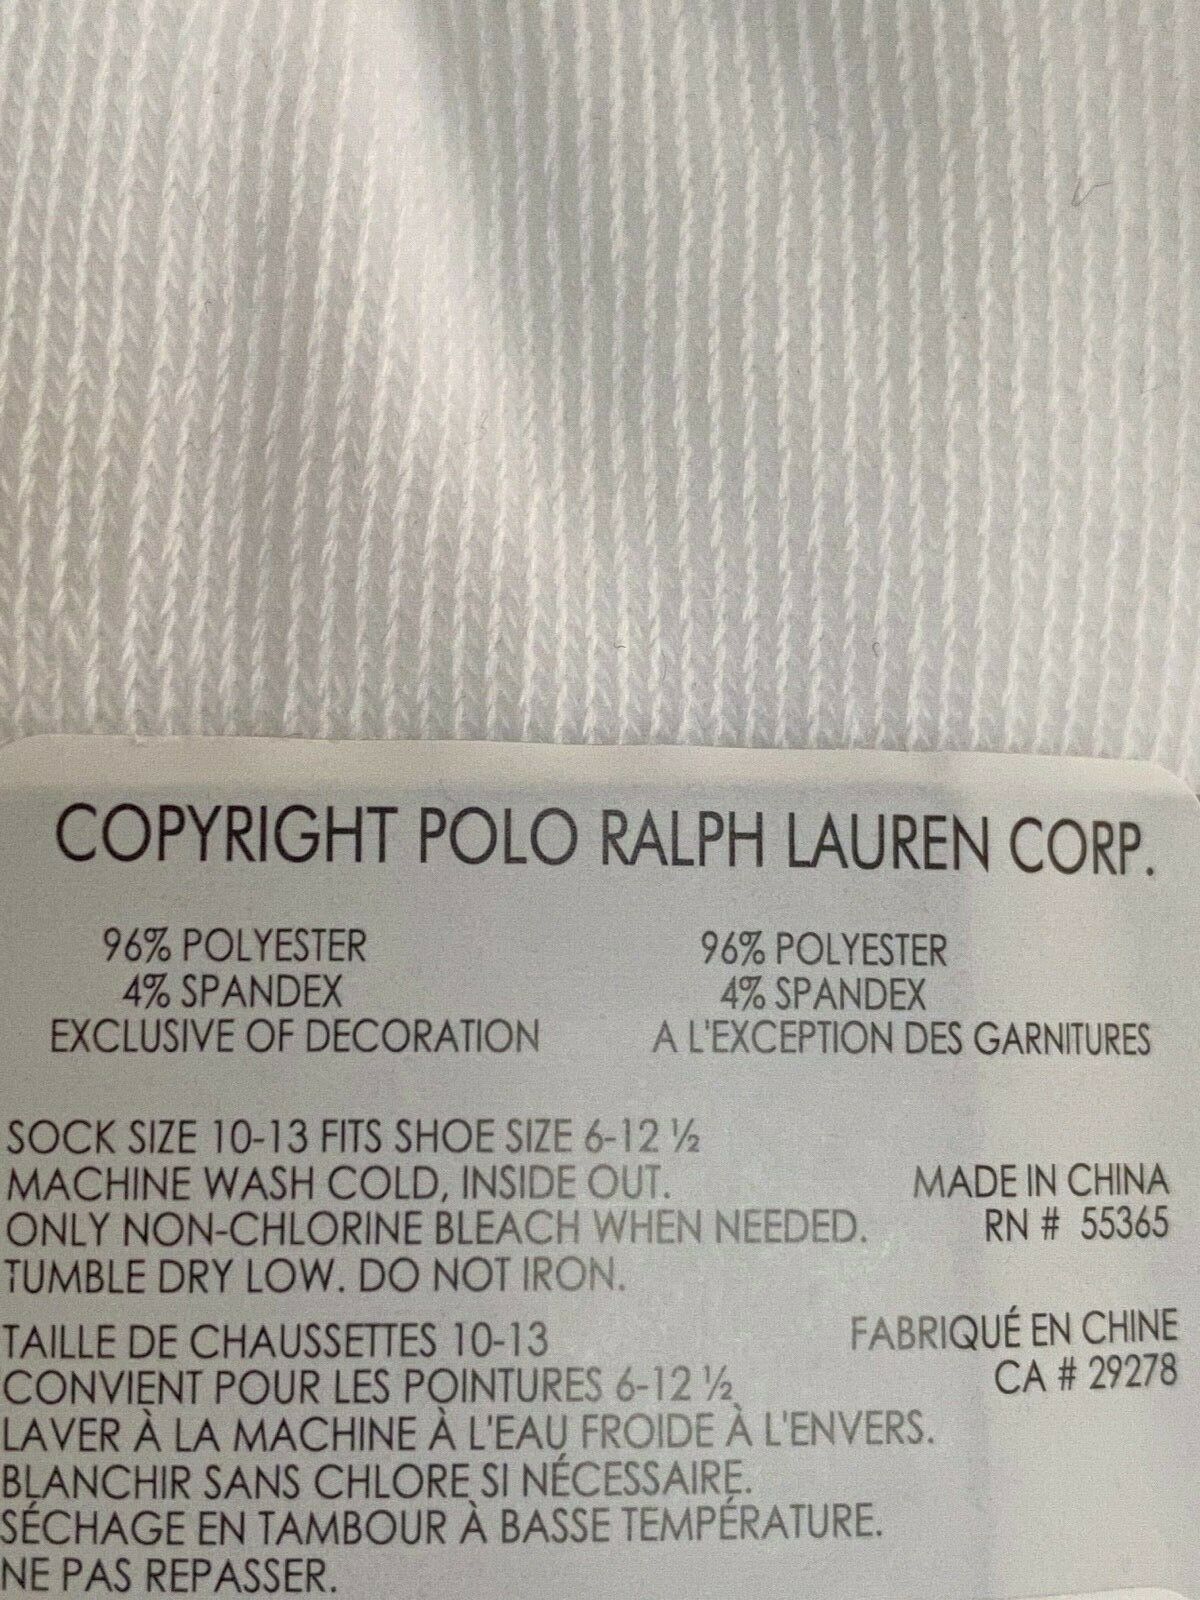 COPYRIGHT POLO RALPH LAUREN CORP.
96% POLYESTER
4% SPANDEX
EXCLUSIVE OF DECORATION
96% POLYESTER
4% SPANDEX
A L'EXCEPTION DES GARNITURES
SOCK SIZE 10-13 FITS SHOE SIZE 6-12 ½
MACHINE WASH COLD, INSIDE OUT.
ONLY NON-CHLORINE BLEACH WHEN NEEDED.
TUMBLE DRY LOW. DO NOT IRON.
MADE IN CHINA
RN # 55365
TAILLE DE CHAUSSETTES 10-13
CONVIENT POUR LES POINTURES 6-12 ½
LAVER À LA MACHINE À L'EAU FROIDE À L'ENVERS.
BLANCHIR SANS CHLORE SI NÉCESSAIRE.
SÉCHAGE EN TAMBOUR À BASSE TEMPÉRATURE.
NE PAS REPASSER.
FABRIQUÉ EN CHINE
CA # 29278